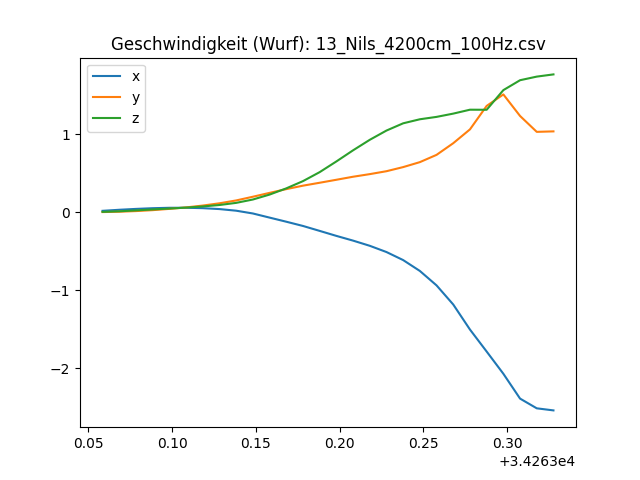 Geschwindigkeit (Wurf): 13_Nils_4200cm_100Hz.csv
x
y
z
1
0
−1
−2
0.05 0.10 0.15 0.20 0.25 0.30
+3.4263e4